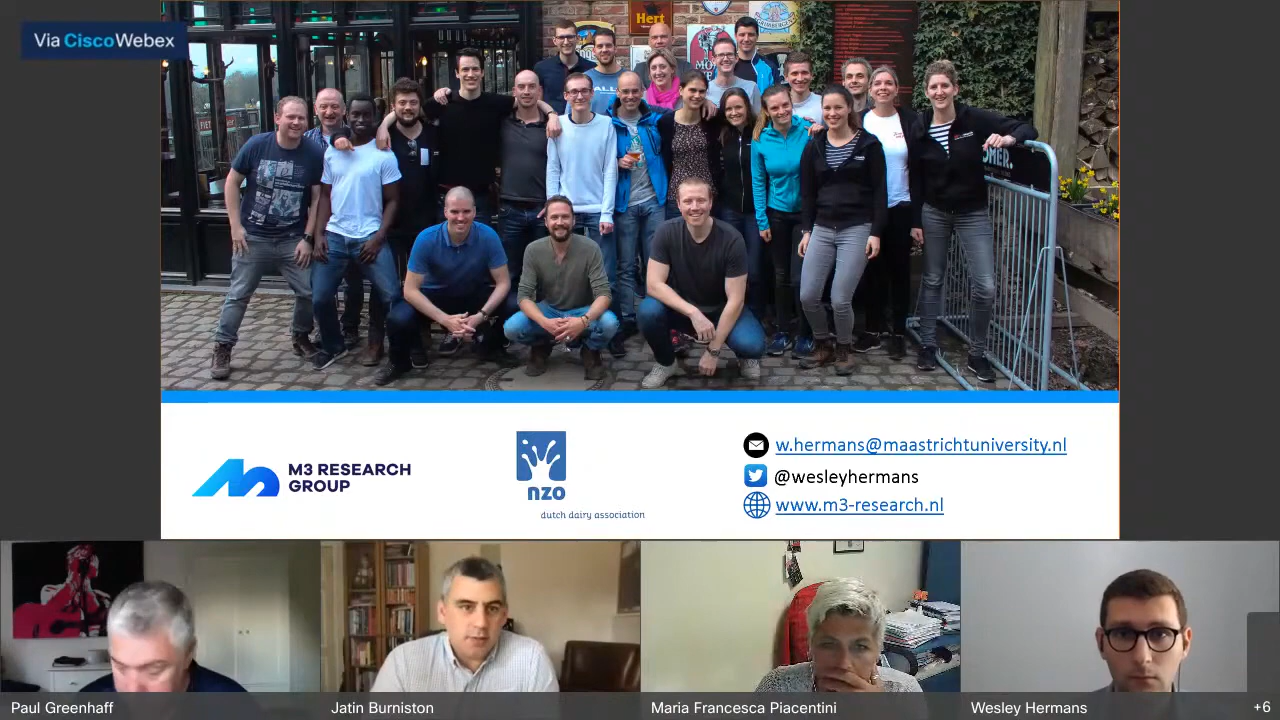 Via Cisco Webex
Hert
M3 RESEARCH
GROUP
nzo
dutch dairy association
w.hermans@maastrichtuniversity.nl
@wesleyhermans
www.m3-research.nl
Paul Greenhaff
Jatin Burniston
Maria Francesca Piacentini
Wesley Hermans
+6